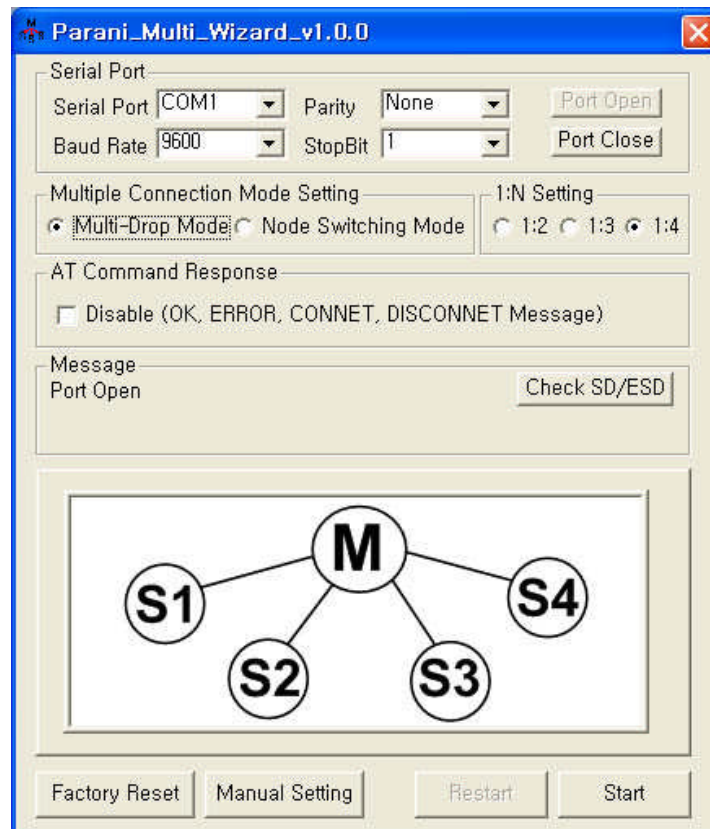 Parani_Multi_Wizard_v1.0.0
Serial Port
Serial Port COM1 Parity None Port Open
Baud Rate 9600 StopBit 1 Port Close
Multiple Connection Mode Setting 1:N Setting
Multi-Drop Mode Node Switching Mode 1:2 1:3 1:4
AT Command Response
Disable (OK, ERROR, CONNET, DISCONNET Message)
Message
Port Open Check SD/ESD
M
S1 S4
S2 S3
Factory Reset Manual Setting Restart Start